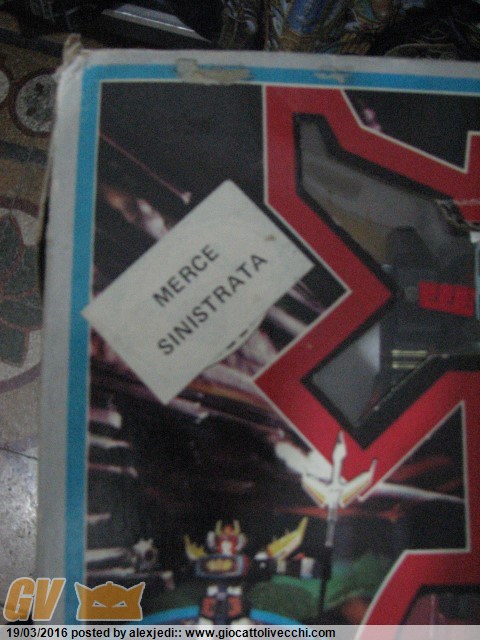 MERCE
SINISTRATA
GV
19/03/2016 posted by alexjedi:: www.giocattolivecchi.com